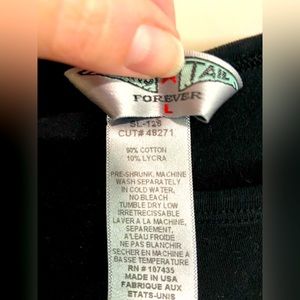 TAIL
FOREVER
L
SL-128
CUT# 48271
90% COTTON
10% LYCRA
PRE-SHRUNK, MACHINE
WASH SEPARATELY
IN COLD WATER,
NO BLEACH
TUMBLE DRY LOW
IRRETRECISSABLE
LAVER A LA MACHINE,
SEPAREMENT,
A L'EAU FROIDE
NE PAS BLANCHIR
SECHER EN MACHINE A
BASSE TEMPERATURE
RN # 107435
MADE IN USA
FABRIQUE AUX
ETATS-UNIS